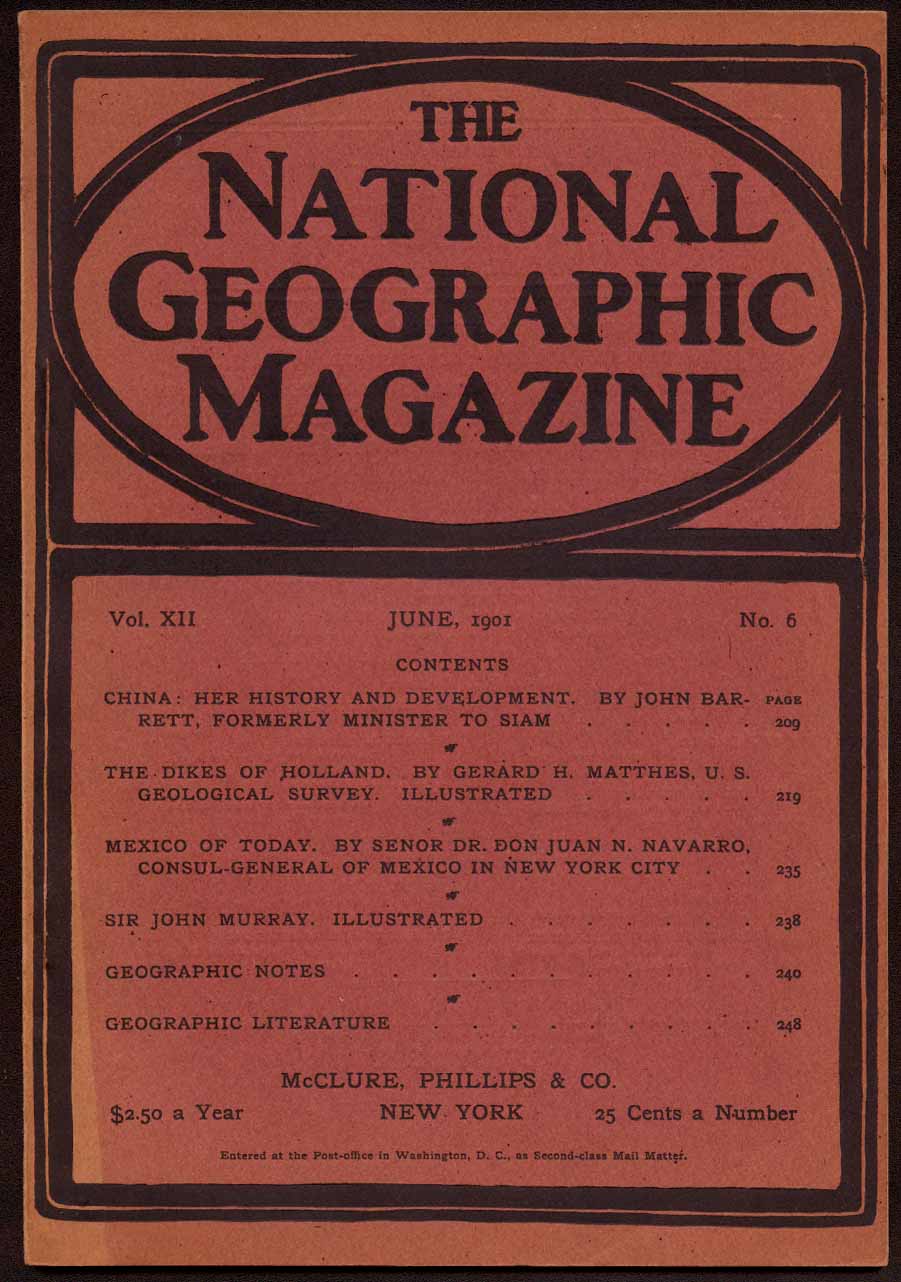 THE
NATIONAL
GEOGRAPHIC
MAGAZINE
Vol. XII JUNE, 1901 No. 6
CONTENTS
CHINA: HER HISTORY AND DEVELOPMENT. BY JOHN BAR- PAGE
RETT, FORMERLY MINISTER TO SIAM . . . . . 209
THE DIKES OF HOLLAND. BY GERARD H. MATTHES, U. S.
GEOLOGICAL SURVEY. ILLUSTRATED . . . . . 219
MEXICO OF TODAY. BY SENOR DR. DON JUAN N. NAVARRO,
CONSUL-GENERAL OF MEXICO IN NEW YORK CITY . . 235
SIR JOHN MURRAY. ILLUSTRATED . . . . . . . 238
GEOGRAPHIC NOTES . . . . . . . . . . . 240
GEOGRAPHIC LITERATURE . . . . . . . . . 248
McCLURE, PHILLIPS & CO.
$2.50 a Year NEW YORK 25 Cents a Number
Entered at the Post-office in Washington, D. C., as Second-class Mail Matter.